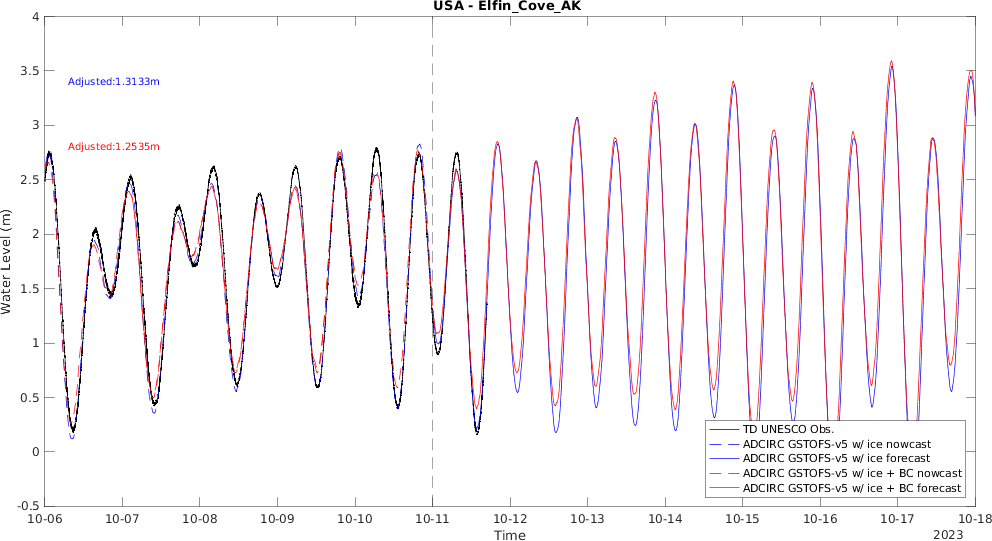 USA - Elfin_Cove_AK
4
3.5
3
2.5
2
1.5
1
0.5
0
-0.5
Water Level (m)
Adjusted:1.3133m
Adjusted:1.2535m
TD UNESCO Obs.
ADCIRC GSTOFS-v5 w/ ice nowcast
ADCIRC GSTOFS-v5 w/ ice forecast
ADCIRC GSTOFS-v5 w/ ice + BC nowcast
ADCIRC GSTOFS-v5 w/ ice + BC forecast
10-06 10-07 10-08 10-09 10-10 10-11 10-12 10-13 10-14 10-15 10-16 10-17 10-18
Time
2023